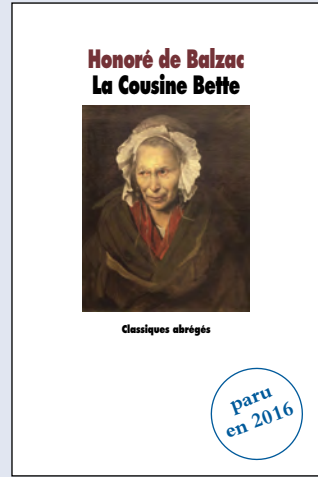 Honoré de Balzac
La Cousine Bette
Classiques abrégés
paru
en 2016